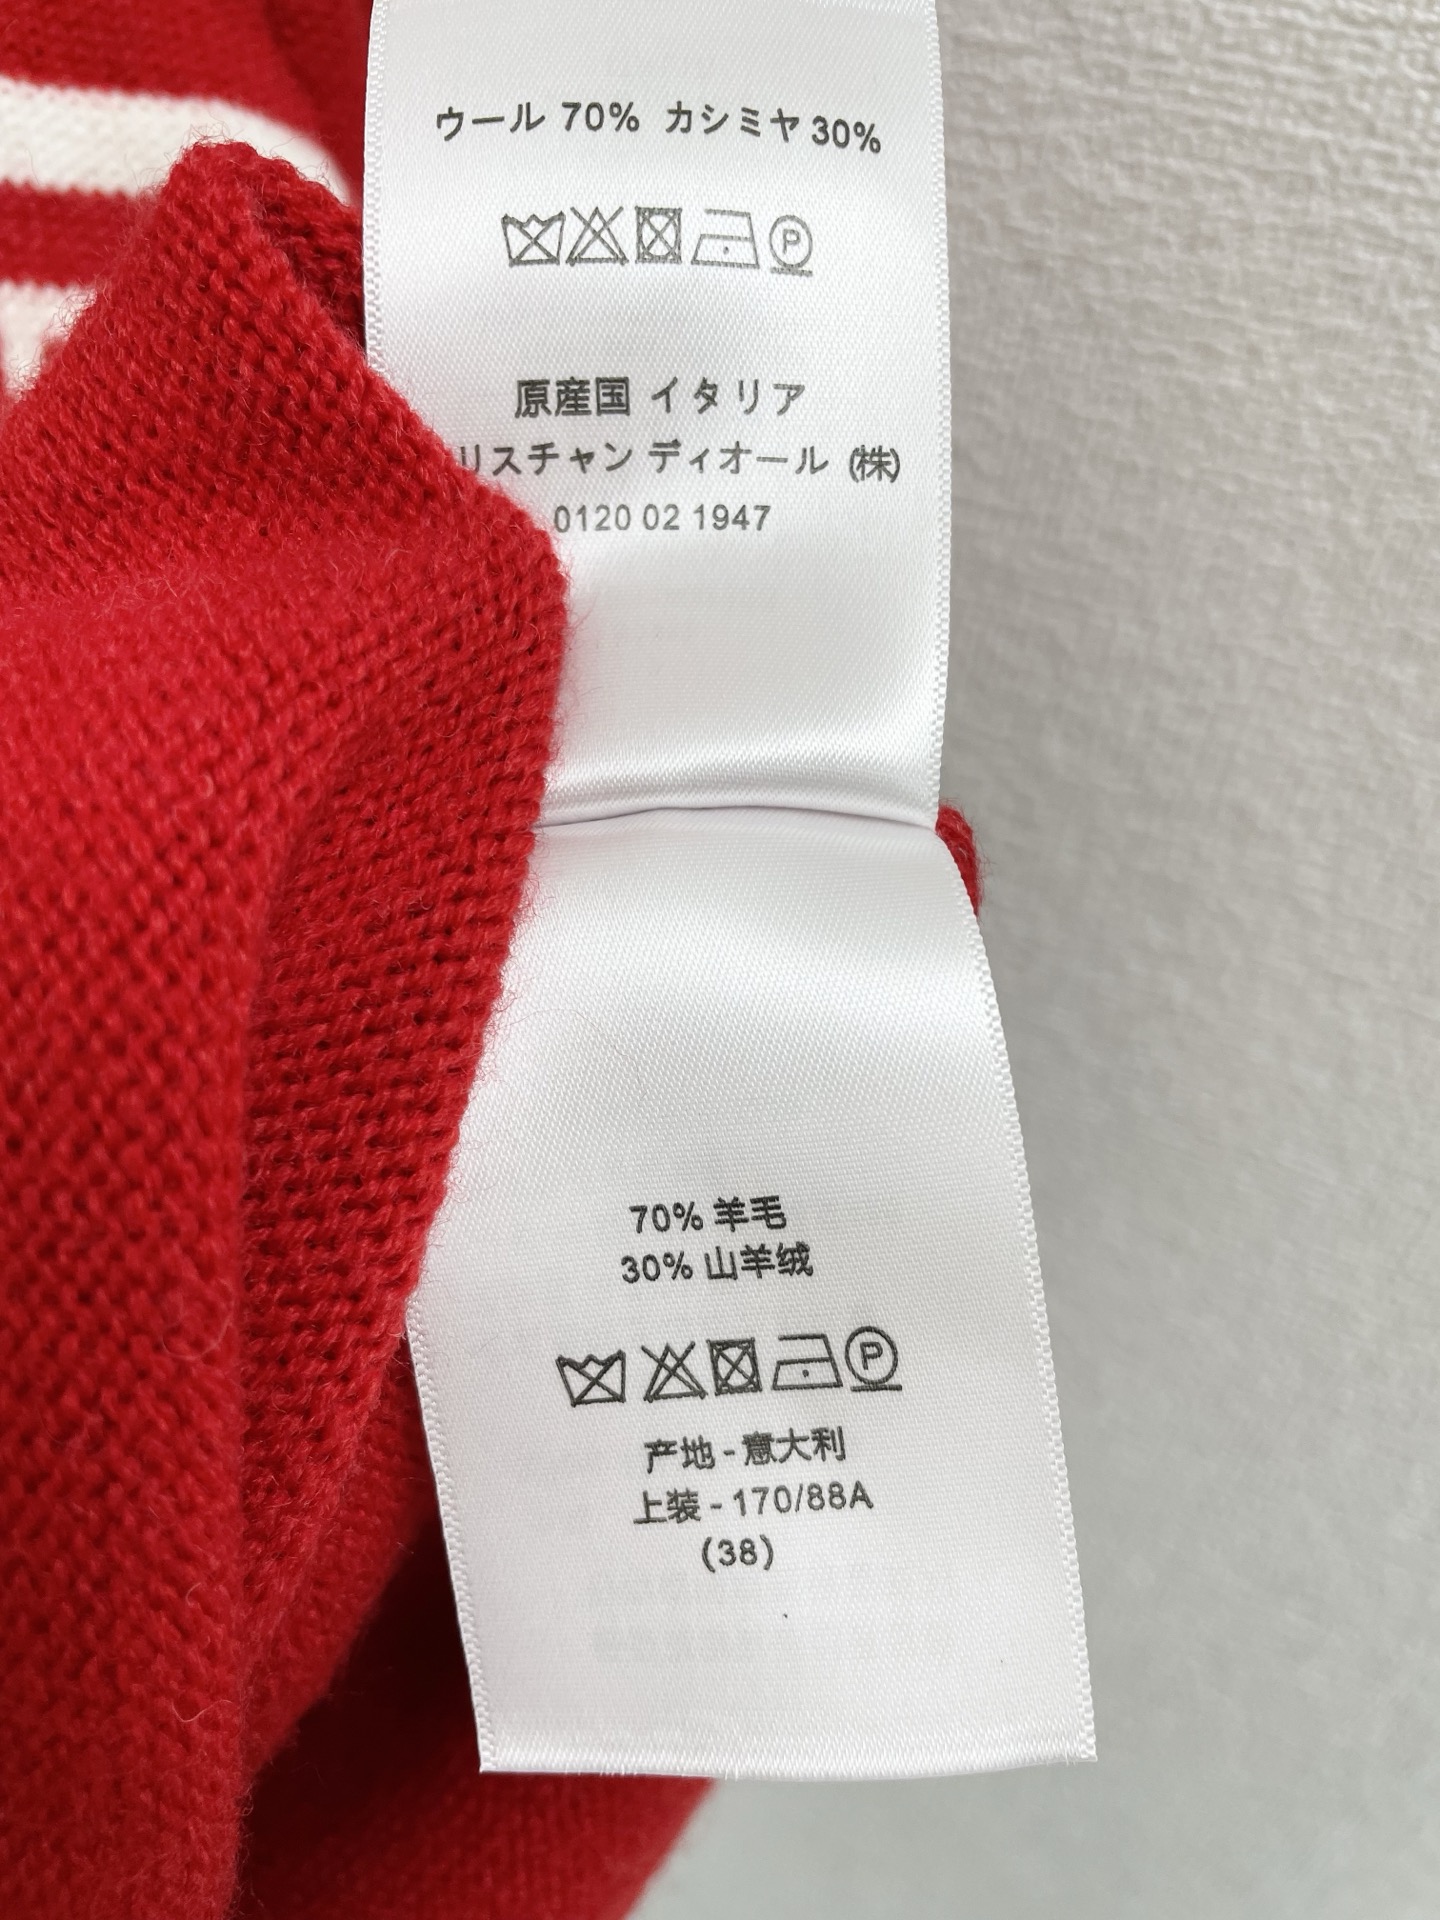 ウール 70% カシミヤ 30%
P
原産国 イタリア
リスチャン ディオール (株)
0120 02 1947
70% 羊毛
30% 山羊绒
P
产地 - 意大利
上装 - 170/88A
(38)